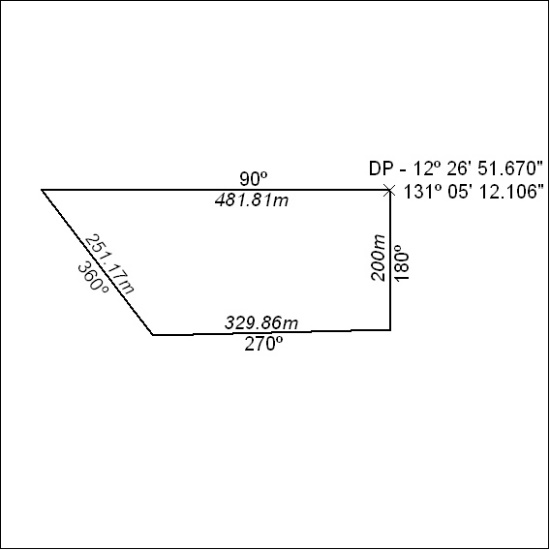 DP - 12º 26' 51.670"
131º 05' 12.106"
90º
481.81m
200m
180º
251.17m
360º
329.86m
270º